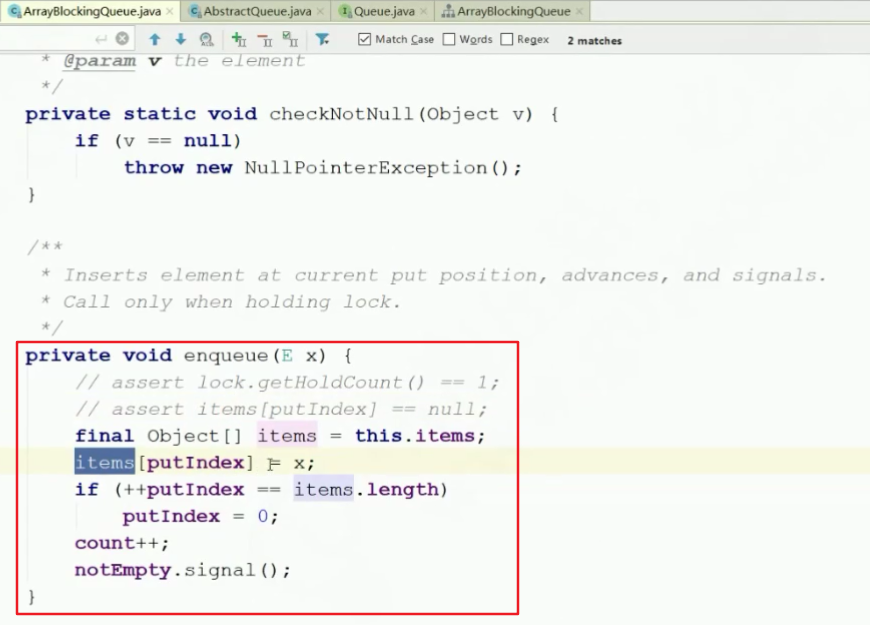 ArrayBlockingQueue.java AbstractQueue.java Queue.java ArrayBlockingQueue
Match Case Words Regex 2 matches
* @param v the element
*/
private static void checkNotNull(Object v) {
if (v == null)
throw new NullPointerException();
}
/**
* Inserts element at current put position, advances, and signals.
* Call only when holding lock.
*/
private void enqueue(E x) {
// assert lock.getHoldCount() == 1;
// assert items[putIndex] == null;
final Object[] items = this.items;
items[putIndex] = x;
if (++putIndex == items.length)
putIndex = 0;
count++;
notEmpty.signal();
}